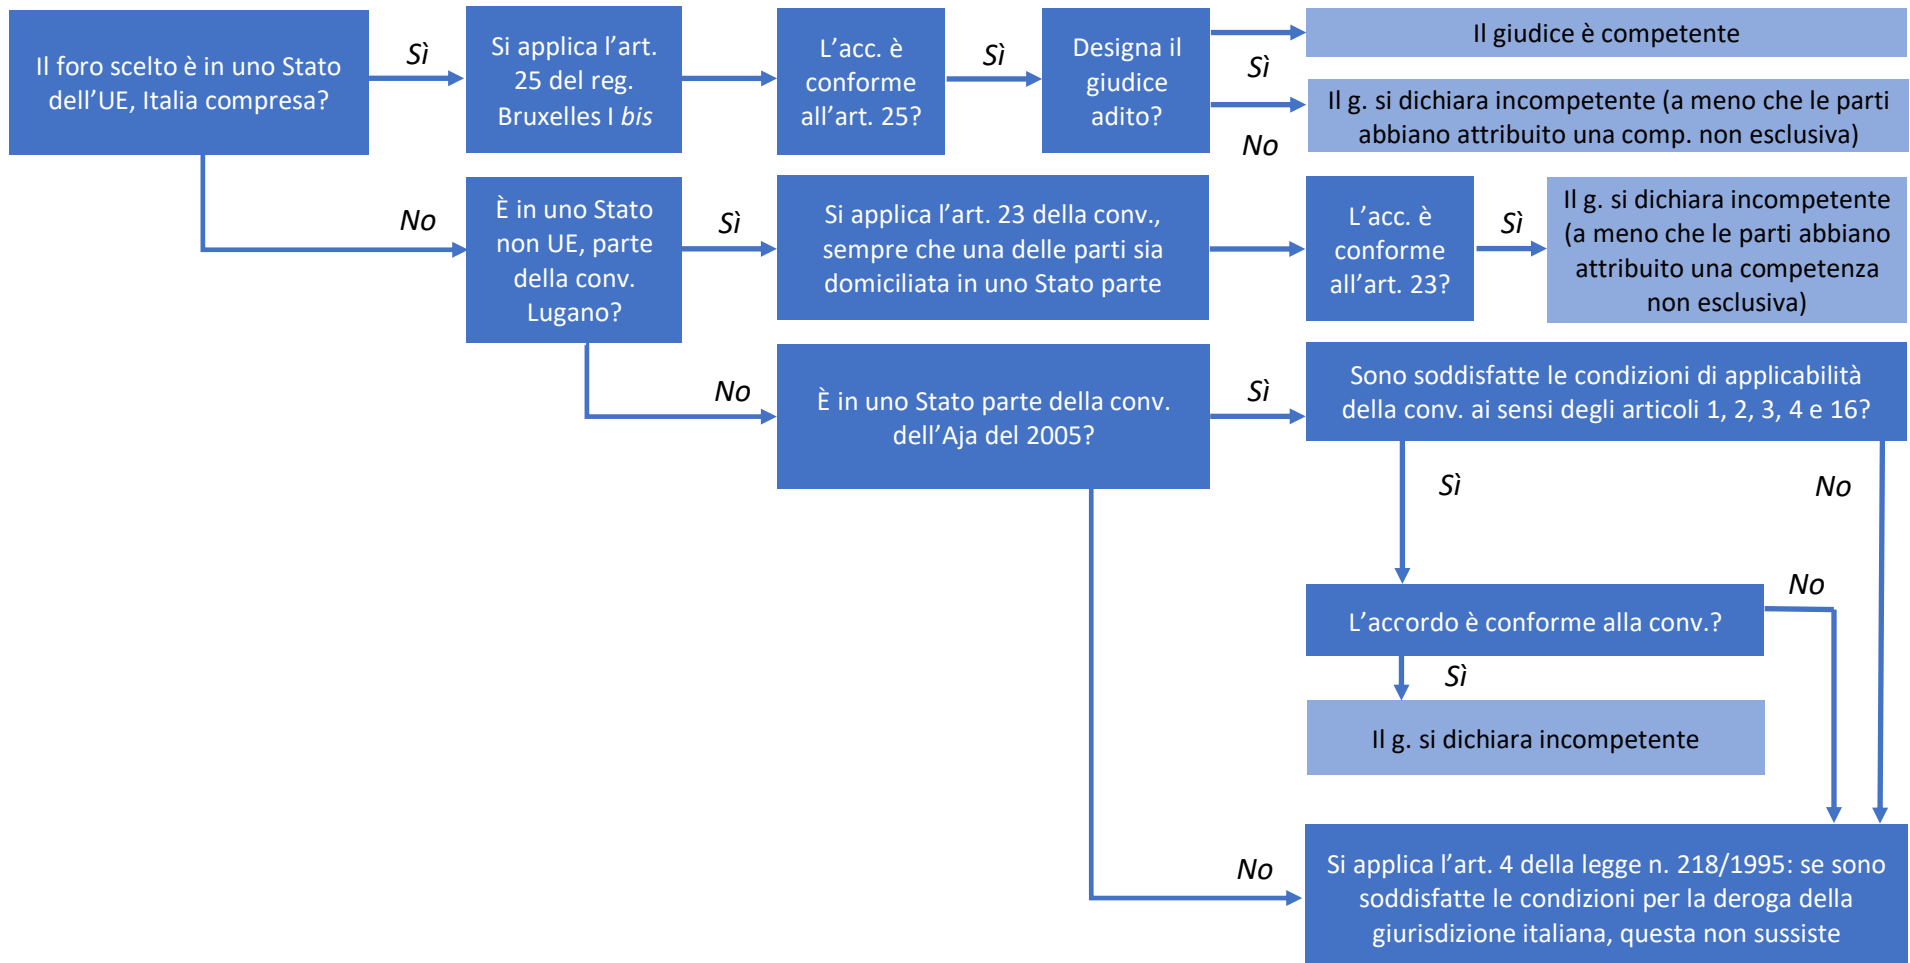 Il foro scelto è in uno Stato
dell’UE, Italia compresa?
Sì
Si applica l’art.
25 del reg.
Bruxelles I bis
L’acc. è
conforme
all’art. 25?
Sì
Designa il
giudice
adito?
Sì
Il giudice è competente
No
Il g. si dichiara incompetente (a meno che le parti
abbiano attribuito una comp. non esclusiva)
No
È in uno Stato
non UE, parte
della conv.
Lugano?
Sì
Si applica l’art. 23 della conv.,
sempre che una delle parti sia
domiciliata in uno Stato parte
L’acc. è
conforme
all’art. 23?
Sì
Il g. si dichiara incompetente
(a meno che le parti abbiano
attribuito una competenza
non esclusiva)
No
È in uno Stato parte della conv.
dell’Aja del 2005?
Sì
Sono soddisfatte le condizioni di applicabilità
della conv. ai sensi degli articoli 1, 2, 3, 4 e 16?
Sì
No
L’accordo è conforme alla conv.?
No
Sì
Il g. si dichiara incompetente
No
Si applica l’art. 4 della legge n. 218/1995: se sono
soddisfatte le condizioni per la deroga della
giurisdizione italiana, questa non sussiste